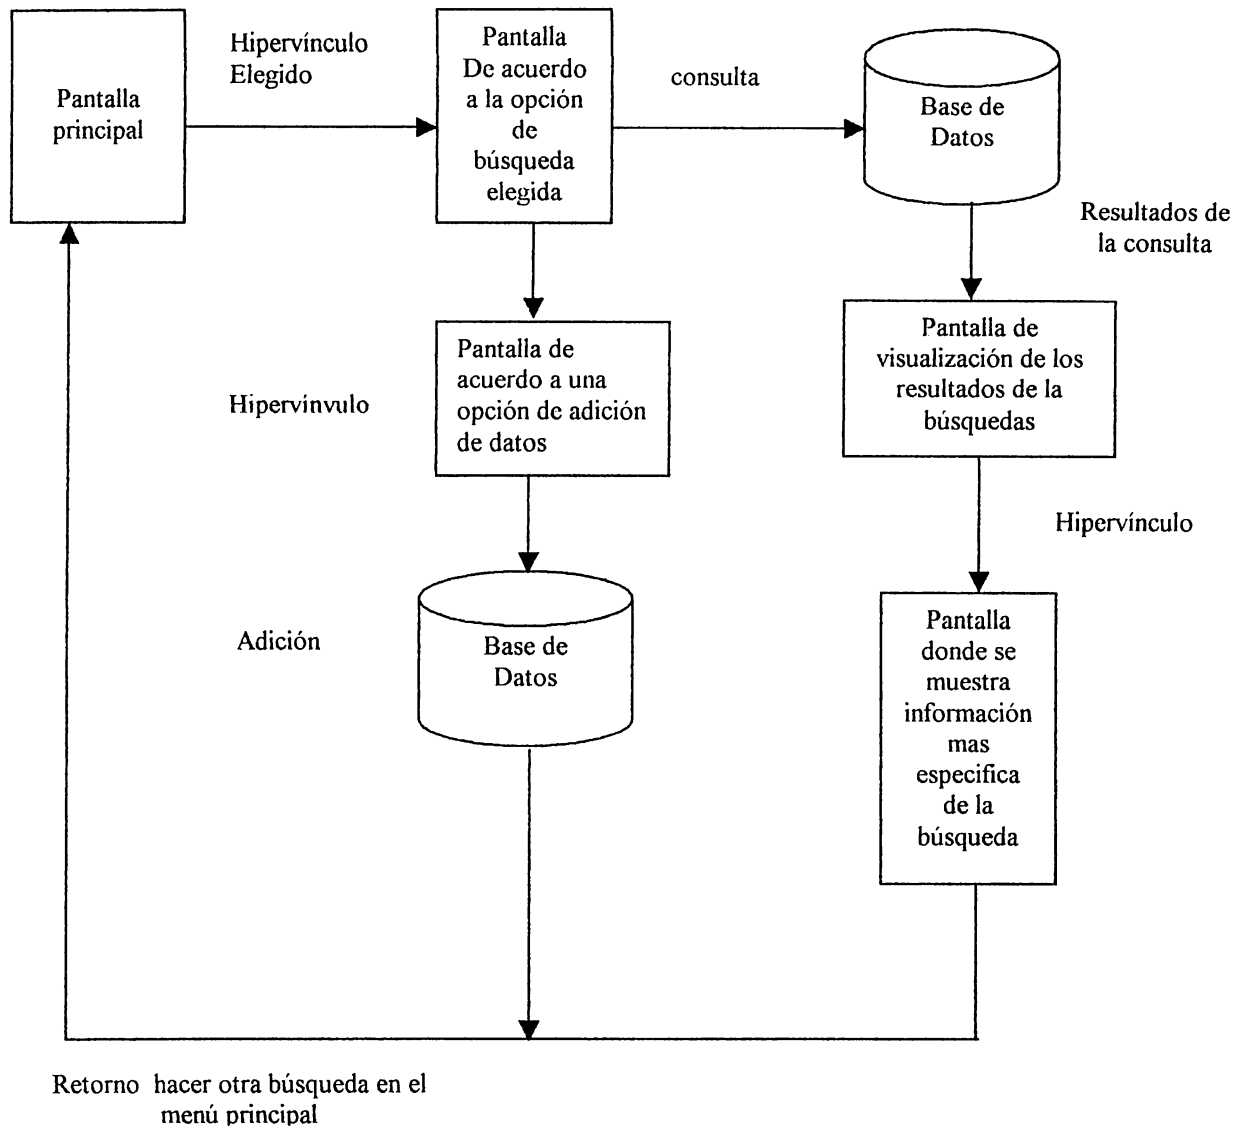 Pantalla
principal
Hipervínculo
Elegido
Pantalla
De acuerdo
a la opción
de
búsqueda
elegida
consulta
Base de
Datos
Resultados de
la consulta
Pantalla de
visualización de los
resultados de la
búsquedas
Hipervínculo
Pantalla
donde se
muestra
información
mas
especifica
de la
búsqueda
Hipervínvulo
Pantalla de
acuerdo a una
opción de adición
de datos
Adición
Base de
Datos
Retorno hacer otra búsqueda en el
menú principal